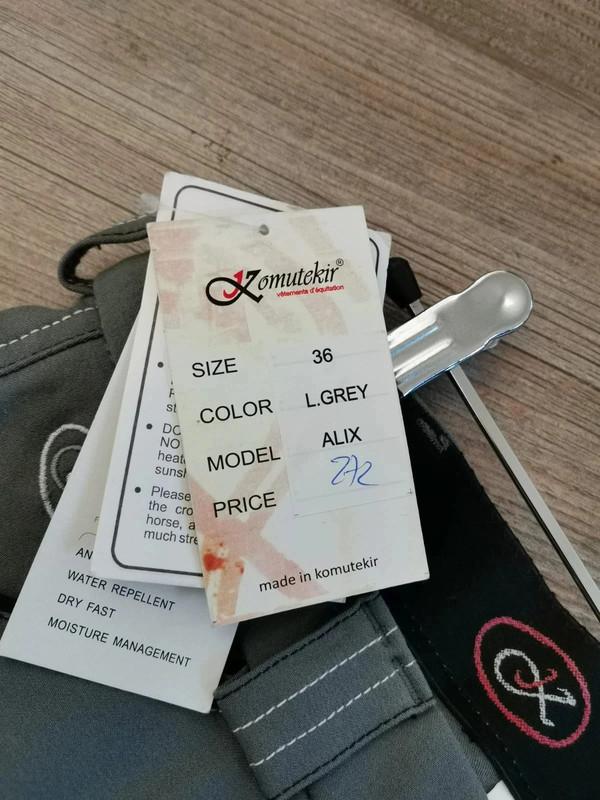 Komutekir®
vêtements d'équitation
SIZE 36
COLOR L.GREY
MODEL ALIX
PRICE 272
made in komutekir
DO
NO
heat
sunsh
Please
the cro
horse, a
much stre
WATER REPELLENT
DRY FAST
MOISTURE MANAGEMENT